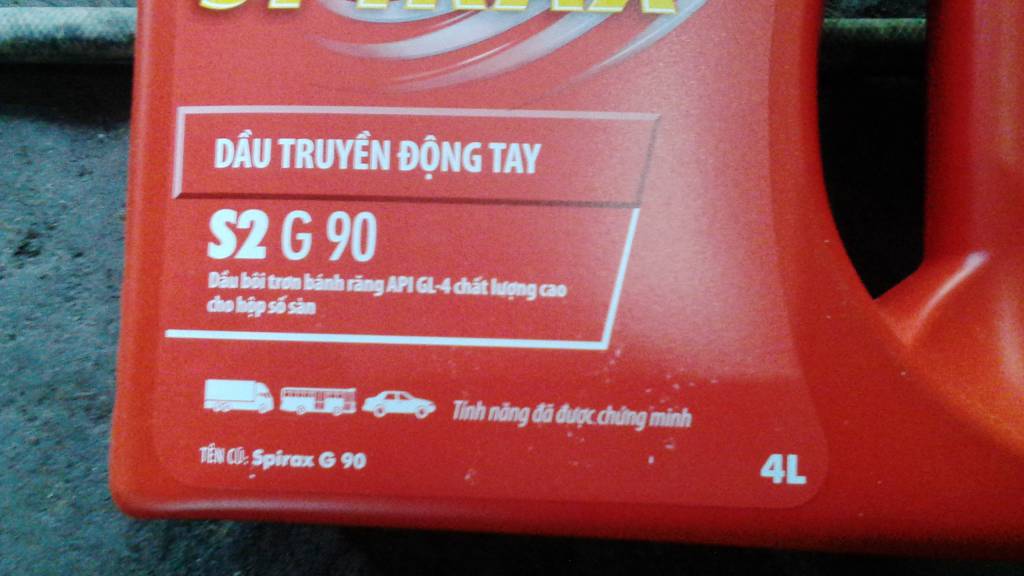 SPIRAX
DẦU TRUYỀN ĐỘNG TAY
S2 G 90
Dầu bôi trơn bánh răng API GL-4 chất lượng cao
cho hộp số sàn
Tính năng đã được chứng minh
TÊN CŨ: Spirax G 90
4L